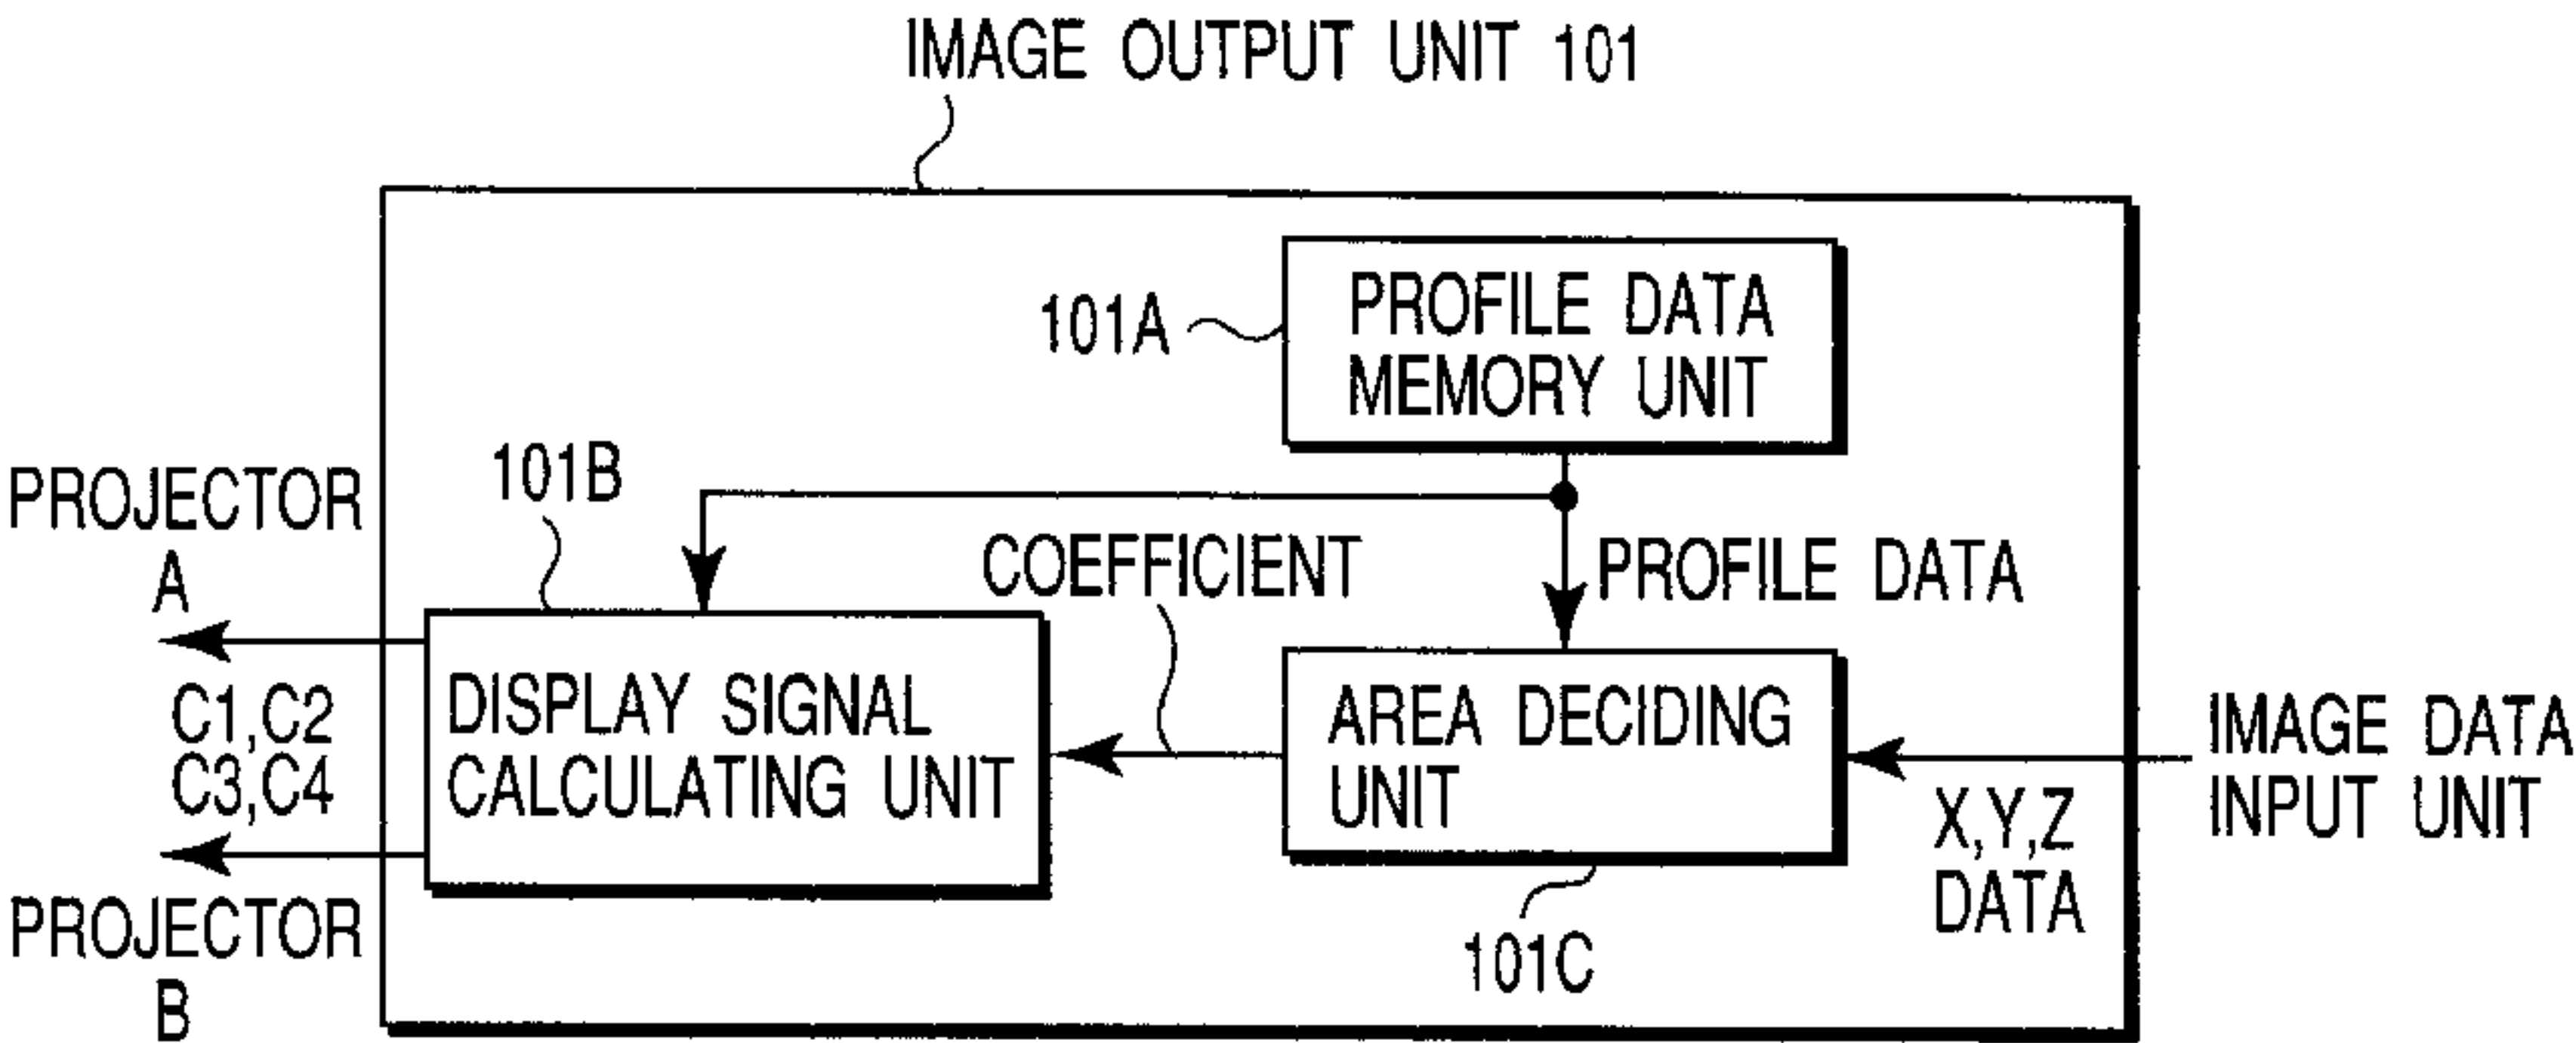 IMAGE OUTPUT UNIT 101
101A
PROFILE DATA
MEMORY UNIT
101B
PROJECTOR
A
COEFFICIENT
PROFILE DATA
C1,C2
C3,C4
DISPLAY SIGNAL
CALCULATING UNIT
AREA DECIDING
UNIT
X,Y,Z
DATA
IMAGE DATA
INPUT UNIT
PROJECTOR
B
101C